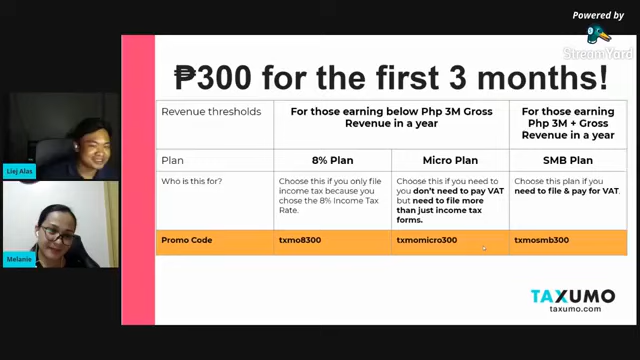 Powered by
StreamYard
₱300 for the first 3 months!
Revenue thresholds
For those earning below Php 3M Gross
Revenue in a year
For those earning
Php 3M + Gross
Revenue in a year
Plan
8% Plan
Micro Plan
SMB Plan
Who is this for?
Choose this if you only file
income tax because you
chose the 8% Income Tax
Rate.
Choose this if you need to
you don't need to pay VAT
but need to file more
than just income tax
forms.
Choose this plan if you
need to file & pay for VAT.
Promo Code
txmo8300
txmomicro300
txmosmb300
Liej Alas
Melanie
TAXUMO
taxumo.com